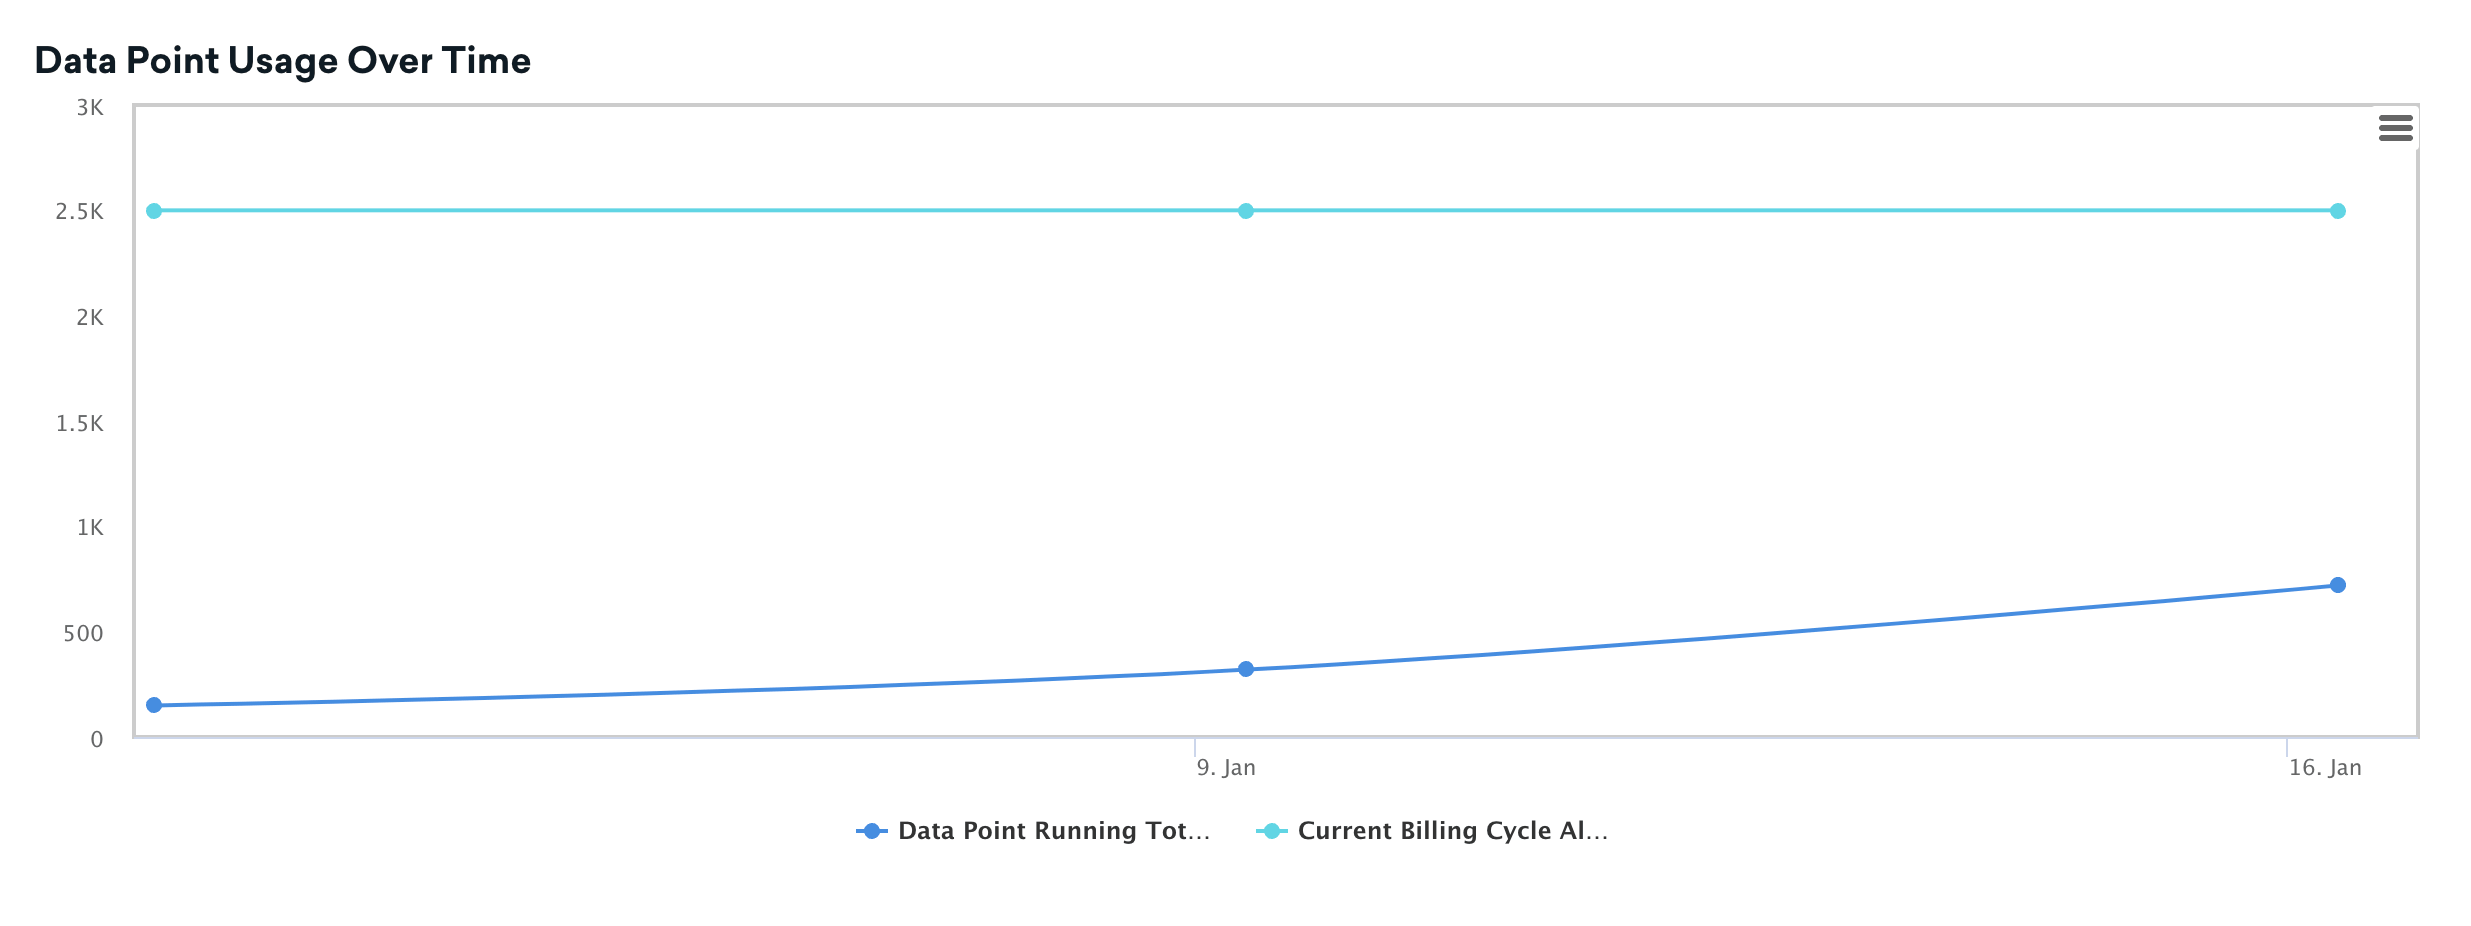 Data Point Usage Over Time
3K
2.5K
2K
1.5K
1K
500
0
9. Jan
16. Jan
Data Point Running Tot...
Current Billing Cycle Al...